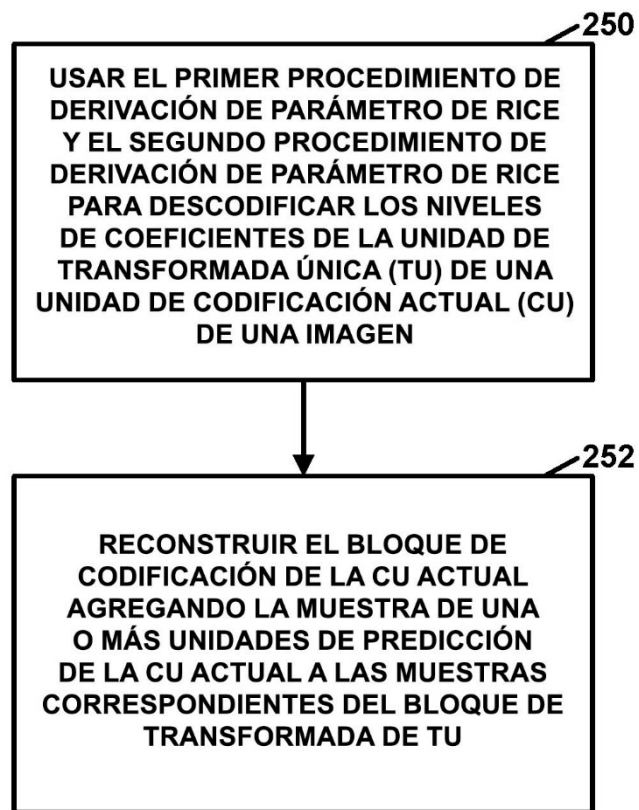 250
USAR EL PRIMER PROCEDIMIENTO DE
DERIVACIÓN DE PARÁMETRO DE RICE
Y EL SEGUNDO PROCEDIMIENTO DE
DERIVACIÓN DE PARÁMETRO DE RICE
PARA DESCODIFICAR LOS NIVELES
DE COEFICIENTES DE LA UNIDAD DE
TRANSFORMADA ÚNICA (TU) DE UNA
UNIDAD DE CODIFICACIÓN ACTUAL (CU)
DE UNA IMAGEN
252
RECONSTRUIR EL BLOQUE DE
CODIFICACIÓN DE LA CU ACTUAL
AGREGANDO LA MUESTRA DE UNA
O MÁS UNIDADES DE PREDICCIÓN
DE LA CU ACTUAL A LAS MUESTRAS
CORRESPONDIENTES DEL BLOQUE DE
TRANSFORMADA DE TU